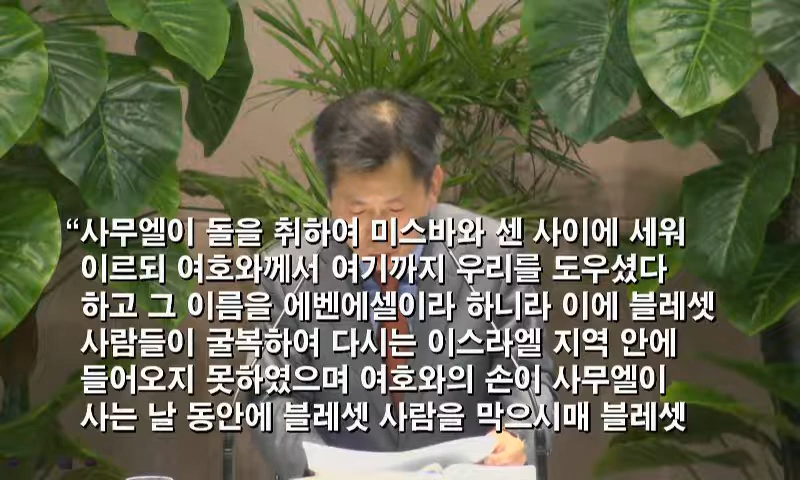 “사무엘이 돌을 취하여 미스바와 센 사이에 세워
이르되 여호와께서 여기까지 우리를 도우셨다
하고 그 이름을 에벤에셀이라 하니라 이에 블레셋
사람들이 굴복하여 다시는 이스라엘 지역 안에
들어오지 못하였으며 여호와의 손이 사무엘이
사는 날 동안에 블레셋 사람을 막으시매 블레셋